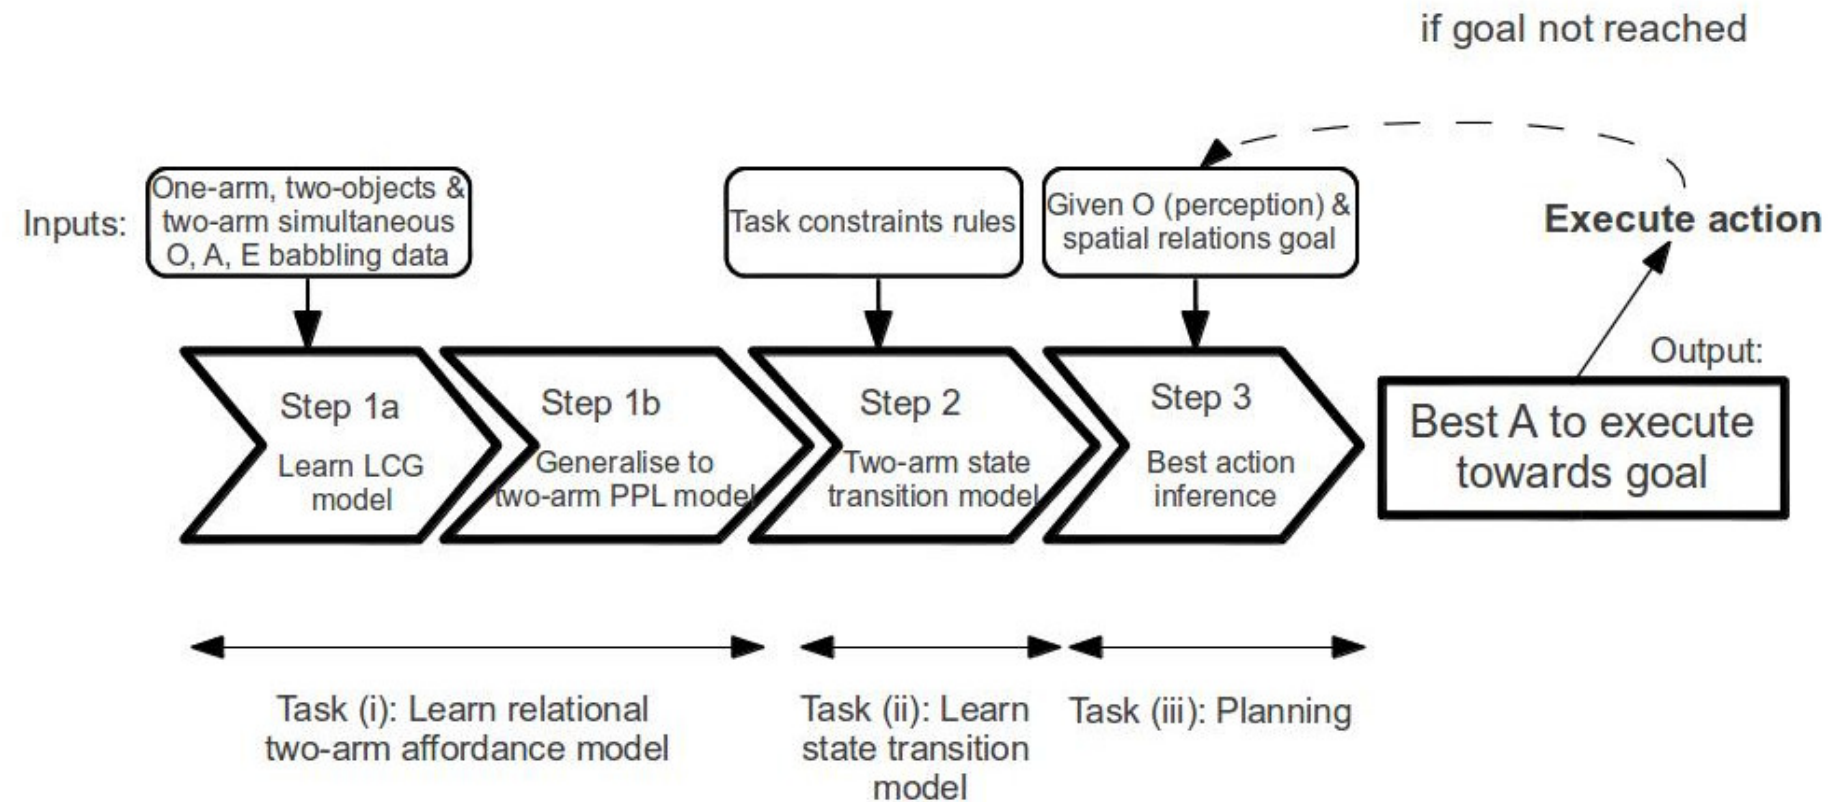 if goal not reached
Inputs:
One-arm, two-objects &
two-arm simultaneous
O, A, E babbling data
Task constraints rules
Given O (perception) &
spatial relations goal
Execute action
Output:
Step 1a
Learn LCG
model
Step 1b
Generalise to
two-arm PPL model
Step 2
Two-arm state
transition model
Step 3
Best action
inference
Best A to execute
towards goal
Task (i): Learn relational
two-arm affordance model
Task (ii): Learn
state transition
model
Task (iii): Planning